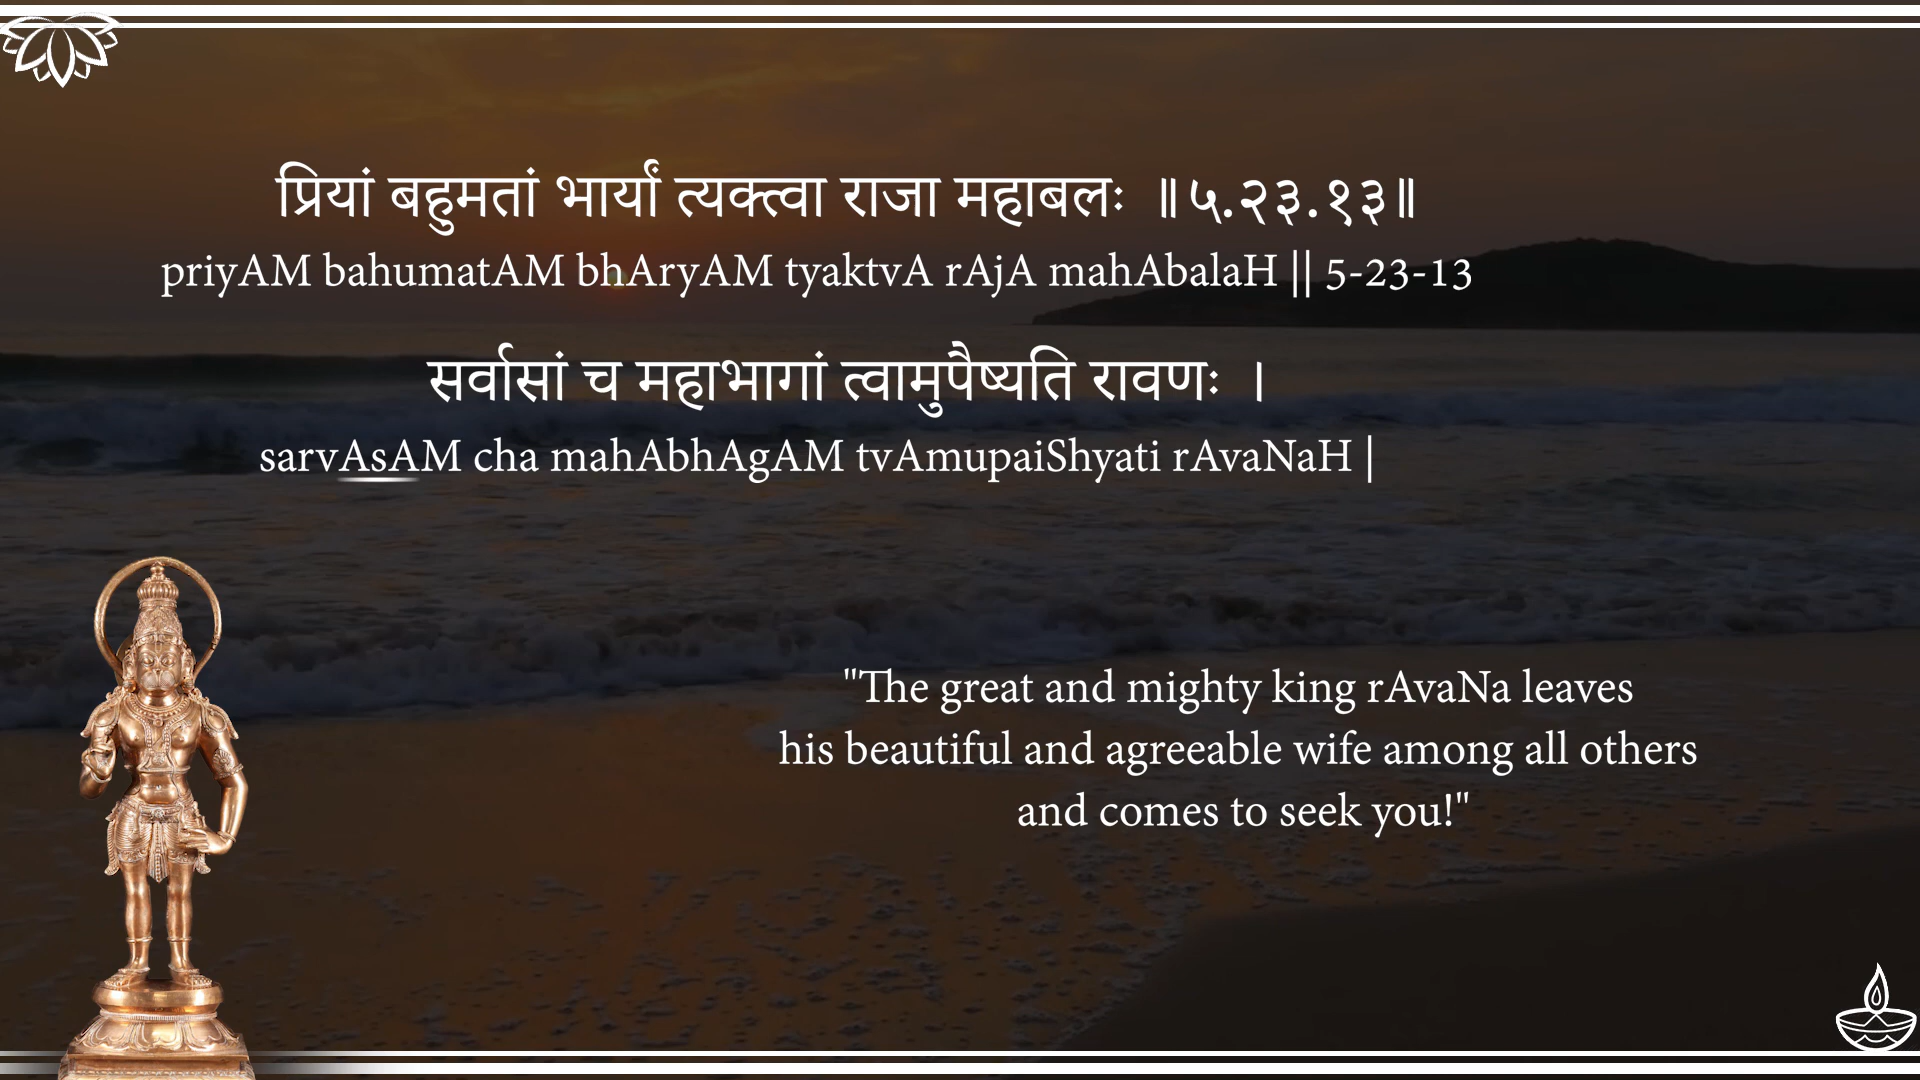 प्रियां बहुमतां भार्यां त्यक्त्वा राजा महाबलः ॥५.२३.१३॥
priyAM bahumatAM bhAryAM tyaktvA rAjA mahAbalaH || 5-23-13
सर्वासां च महाभागां त्वामुपैष्यति रावणः ।
sarvAsAM cha mahAbhAgAM tvAmupaiShyati rAvaNaH |
"The great and mighty king rAvaNa leaves
his beautiful and agreeable wife among all others
and comes to seek you!"